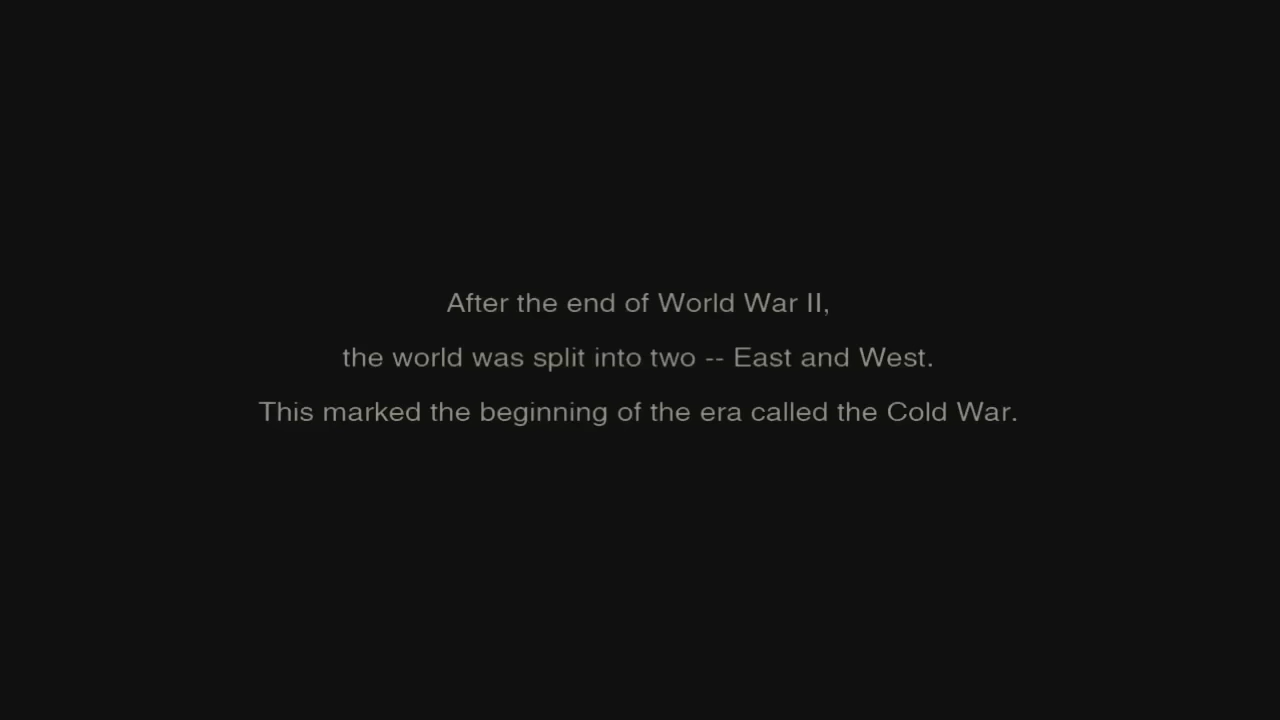 After the end of World War II,
the world was split into two -- East and West.
This marked the beginning of the era called the Cold War.